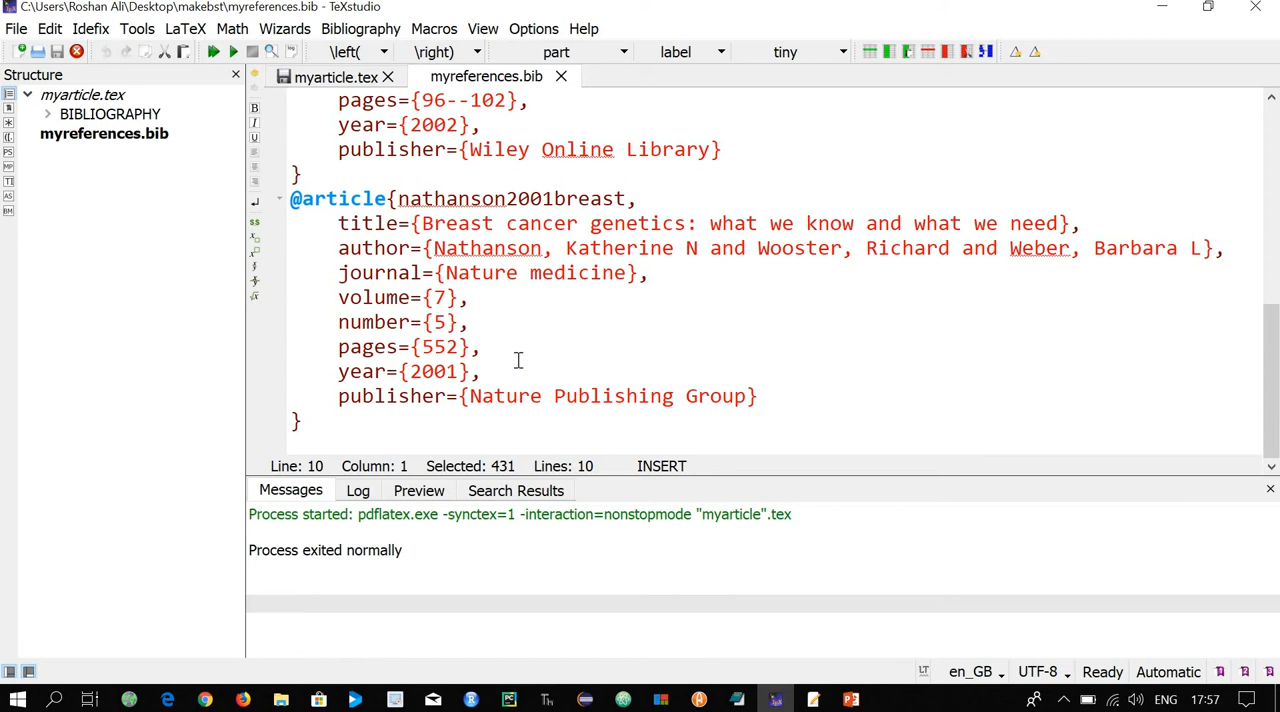 C:\Users\Roshan Ali\Desktop\makebst\myreferences.bib - TeXstudio
File Edit Idefix Tools LaTeX Math Wizards Bibliography Macros View Options Help
\left( \right) part label tiny
Structure
myarticle.tex
BIBLIOGRAPHY
myreferences.bib
myarticle.tex myreferences.bib
pages={96--102},
year={2002},
publisher={Wiley Online Library}
}
@article{nathanson2001breast,
title={Breast cancer genetics: what we know and what we need},
author={Nathanson, Katherine N and Wooster, Richard and Weber, Barbara L},
journal={Nature medicine},
volume={7},
number={5},
pages={552},
year={2001},
publisher={Nature Publishing Group}
}
Line: 10 Column: 1 Selected: 431 Lines: 10 INSERT
Messages Log Preview Search Results
Process started: pdflatex.exe -synctex=1 -interaction=nonstopmode "myarticle".tex
Process exited normally
en_GB UTF-8 Ready Automatic
ENG 17:57